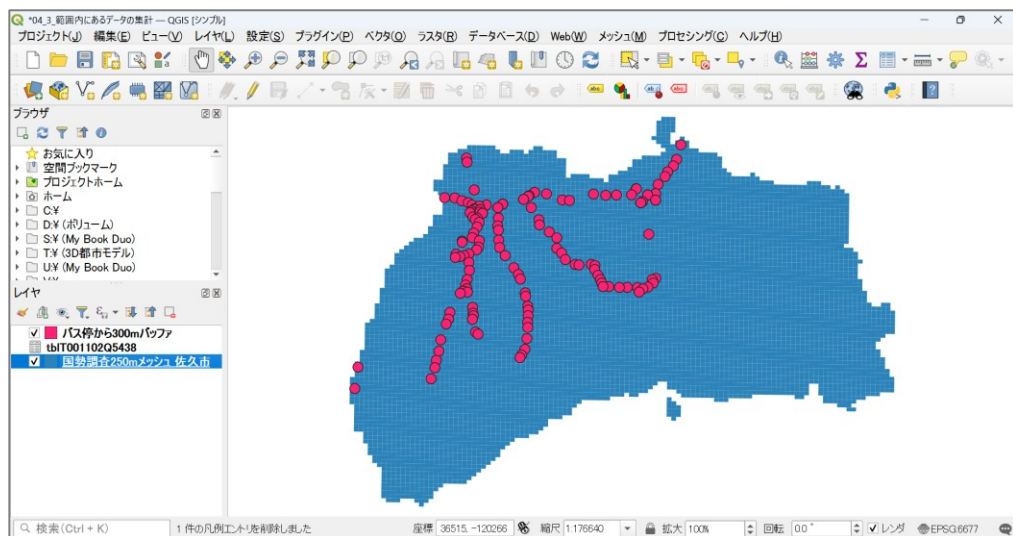 *04_3_範囲内にあるデータの集計 — QGIS [シンプル]
プロジェクト(J) 編集(E) ビュー(V) レイヤ(L) 設定(S) プラグイン(P) ベクタ(O) ラスタ(R) データベース(D) Web(W) メッシュ(M) プロセシング(C) ヘルプ(H)
ブラウザ
お気に入り
空間ブックマーク
プロジェクトホーム
ホーム
C:¥
D:¥ (ボリューム)
S:¥ (My Book Duo)
T:¥ (3D都市モデル)
U:¥ (My Book Duo)
レイヤ
バス停から300mバッファ
tblT001102Q5438
国勢調査250mメッシュ 佐久市
検索(Ctrl + K) 1 件の凡例エントリを削除しました 座標 36515,-120266 縮尺 1:176640 拡大 100% 回転 0.0 ° レンダ EPSG:6677